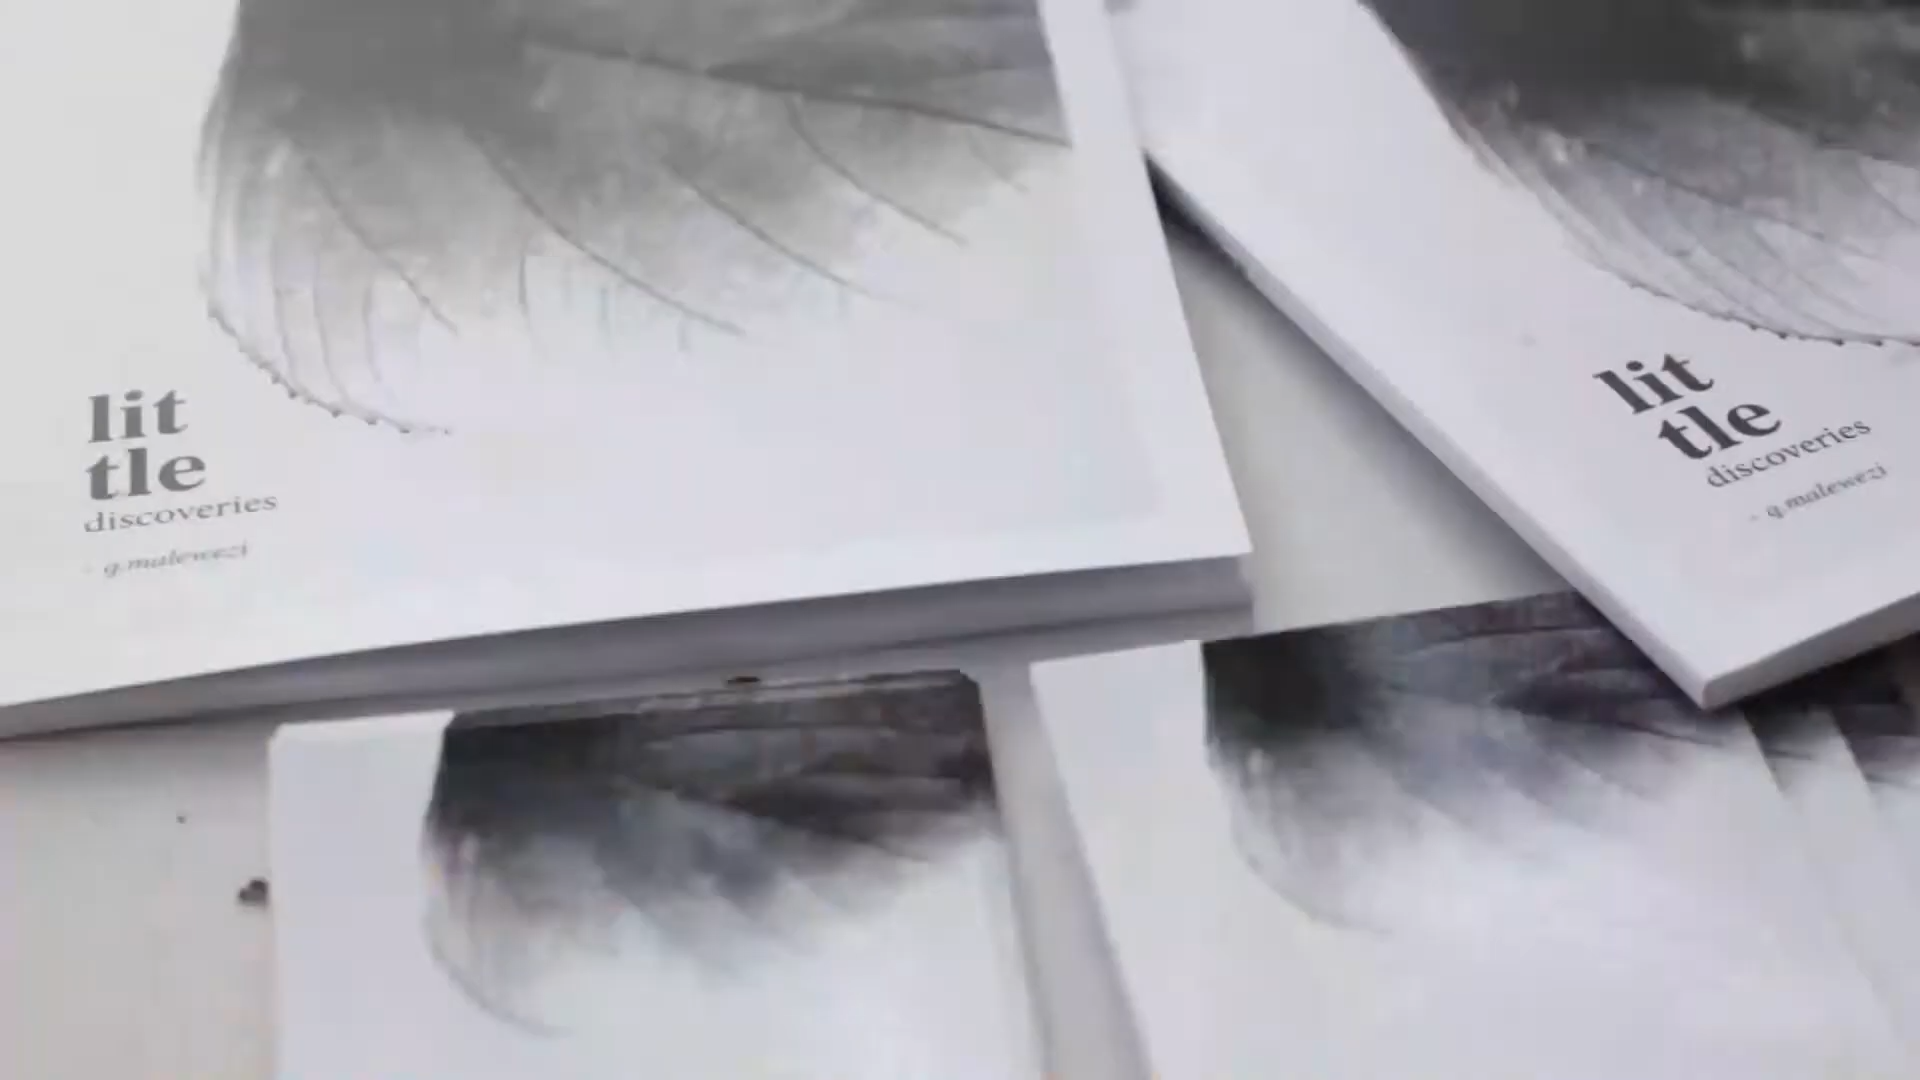 lit
tle
discoveries
- q.malewezi
lit
tle
discoveries
- q.malewezi